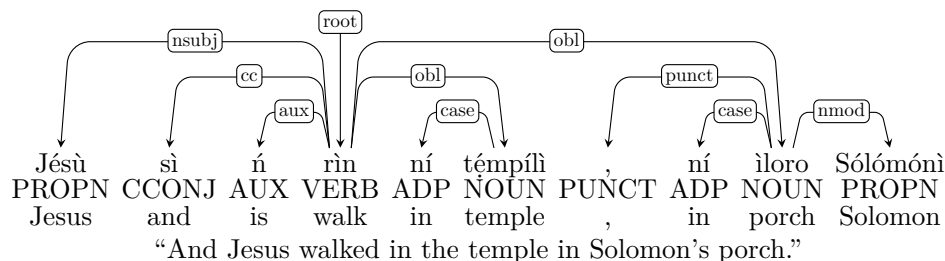 root
nsubj obl
cc obl punct
aux case case nmod
Jésù sì ń rìn ní tẹ́mpílì , ní ìloro Sólómónì
PROPN CCONJ AUX VERB ADP NOUN PUNCT ADP NOUN PROPN
Jesus and is walk in temple , in porch Solomon
“And Jesus walked in the temple in Solomon's porch.”